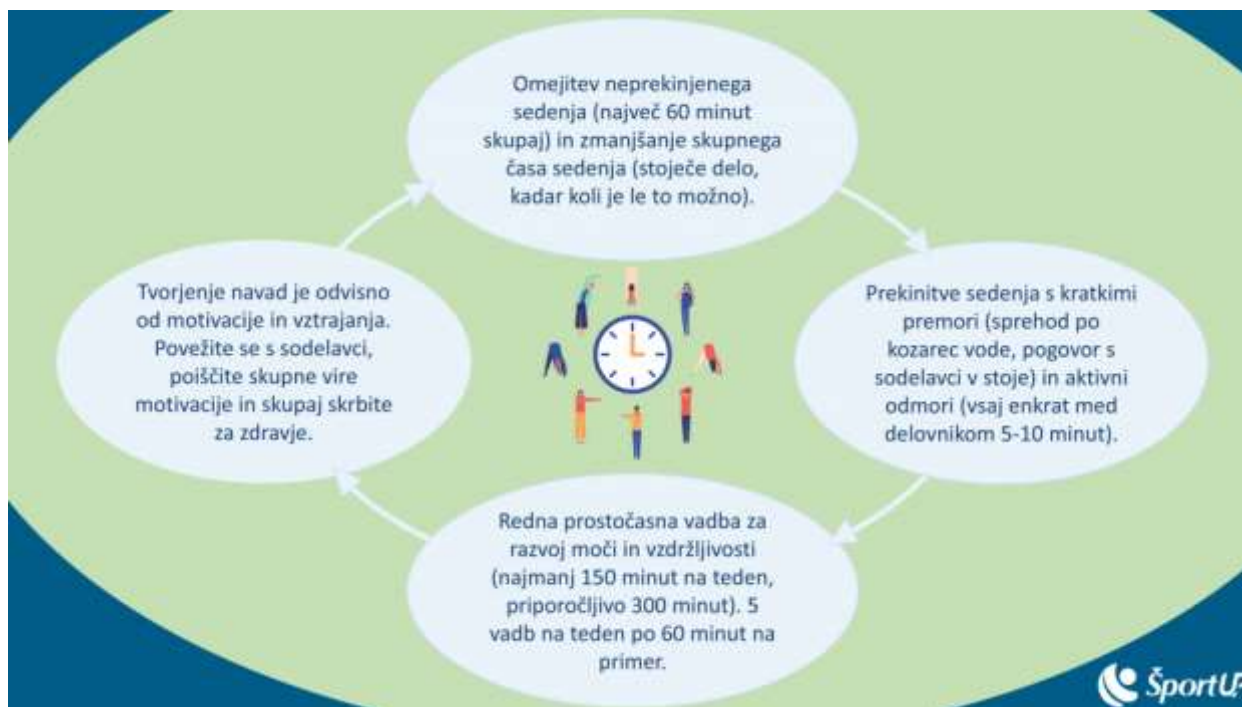 Omejitev neprekinjenega
sedenja (največ 60 minut
skupaj) in zmanjšanje skupnega
časa sedenja (stoječe delo,
kadar koli je le to možno).
Prekinitve sedenja s kratkimi
premori (sprehod po
kozarec vode, pogovor s
sodelavci v stoje) in aktivni
odmori (vsaj enkrat med
delovnikom 5-10 minut).
Redna prostočasna vadba za
razvoj moči in vzdržljivosti
(najmanj 150 minut na teden,
priporočljivo 300 minut). 5
vadb na teden po 60 minut na
primer.
Tvorjenje navad je odvisno
od motivacije in vztrajanja.
Povežite se s sodelavci,
poiščite skupne vire
motivacije in skupaj skrbite
za zdravje.
ŠportUP